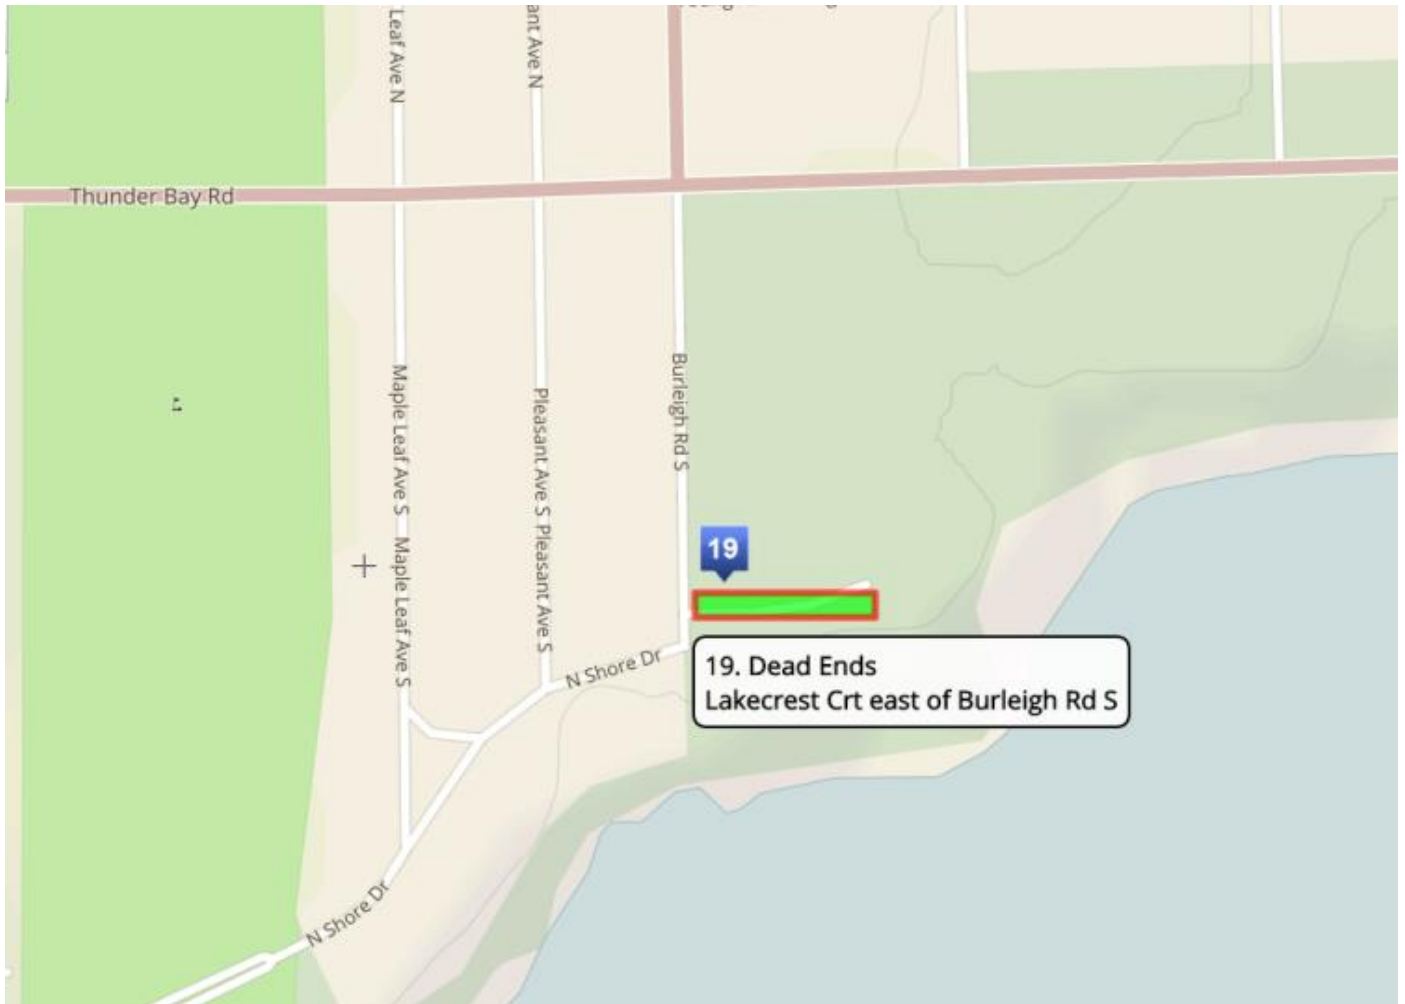 Leaf Ave N
ant Ave N
Thunder Bay Rd
Maple Leaf Ave S
Pleasant Ave S
Burleigh Rd S
Maple Leaf Ave S
Pleasant Ave S
19
N Shore Dr
19. Dead Ends
Lakecrest Crt east of Burleigh Rd S
N Shore Dr